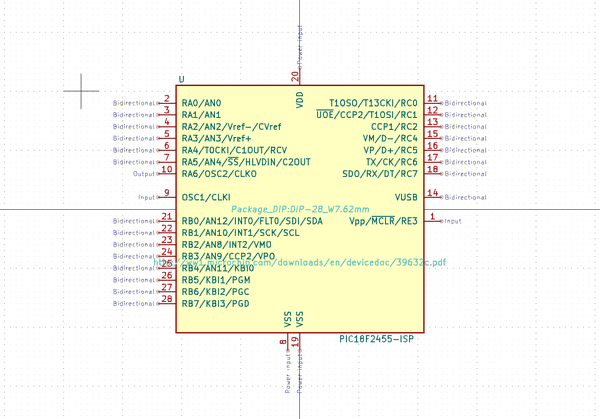 Power input
20
U
VDD
Bidirectional 2 RA0/AN0 T1OSO/T13CKI/RC0 11 Bidirectional
Bidirectional 3 RA1/AN1 UOE/CCP2/T1OSI/RC1 12 Bidirectional
Bidirectional 4 RA2/AN2/Vref-/CVref CCP1/RC2 13 Bidirectional
Bidirectional 5 RA3/AN3/Vref+ VM/D-/RC4 15 Bidirectional
Bidirectional 6 RA4/T0CKI/C1OUT/RCV VP/D+/RC5 16 Bidirectional
Bidirectional 7 RA5/AN4/SS/HLVDIN/C2OUT TX/CK/RC6 17 Bidirectional
Output 10 RA6/OSC2/CLKO SDO/RX/DT/RC7 18 Bidirectional
Input 9 OSC1/CLKI VUSB 14 Bidirectional
Package_DIP:DIP-28_W7.62mm
Bidirectional 21 RB0/AN12/INT0/FLT0/SDI/SDA Vpp/MCLR/RE3 1 Input
Bidirectional 22 RB1/AN10/INT1/SCK/SCL
Bidirectional 23 RB2/AN8/INT2/VMO
Bidirectional 24 RB3/AN9/CCP2/VPO
Bidirectional 25 RB4/AN11/KBI0
microchip.com/downloads/en/devicedoc/39632c.pdf
Bidirectional 26 RB5/KBI1/PGM
Bidirectional 27 RB6/KBI2/PGC
Bidirectional 28 RB7/KBI3/PGD
VSS VSS
PIC18F2455-ISP
8 19
Power input Power input